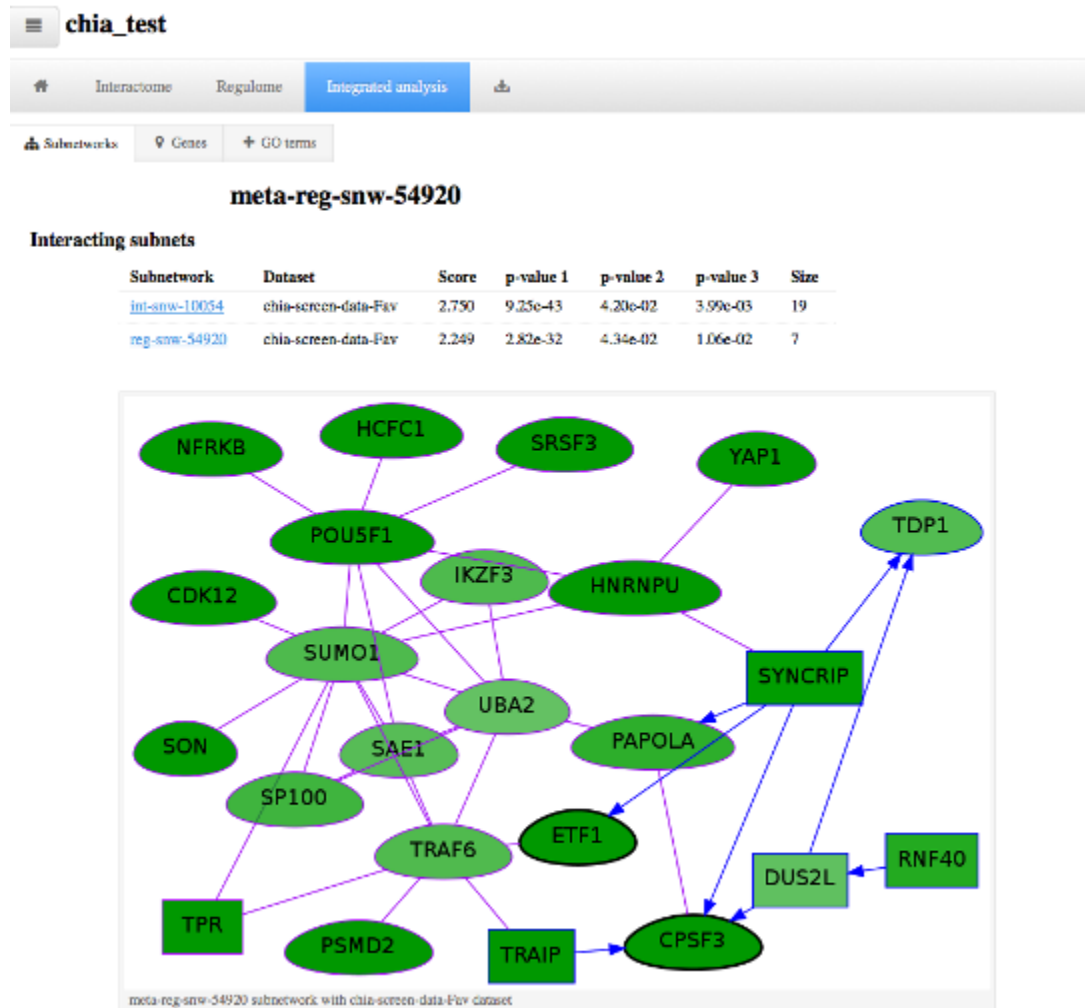 chia_test
Interactome Regulome Integrated analysis
Subnetworks Genes GO terms
meta-reg-snw-54920
Interacting subnets
Subnetwork Dataset Score p-value 1 p-value 2 p-value 3 Size
int-snw-10054 chia-screen-data-Fav 2.750 9.25e-43 4.20e-02 3.99e-03 19
reg-snw-54920 chia-screen-data-Fav 2.249 2.82e-32 4.34e-02 1.06e-02 7
HCFC1
NFRKB
SRSF3
YAP1
TDP1
POU5F1
IKZF3
HNRNPU
CDK12
SUMO1
SYNCRIP
UBA2
SON
SAE1
PAPOLA
SP100
ETF1
TRAF6
RNF40
DUS2L
TPR
PSMD2
TRAIP
CPSF3
meta-reg-snw-54920 subnetwork with chia-screen-data-Fav dataset